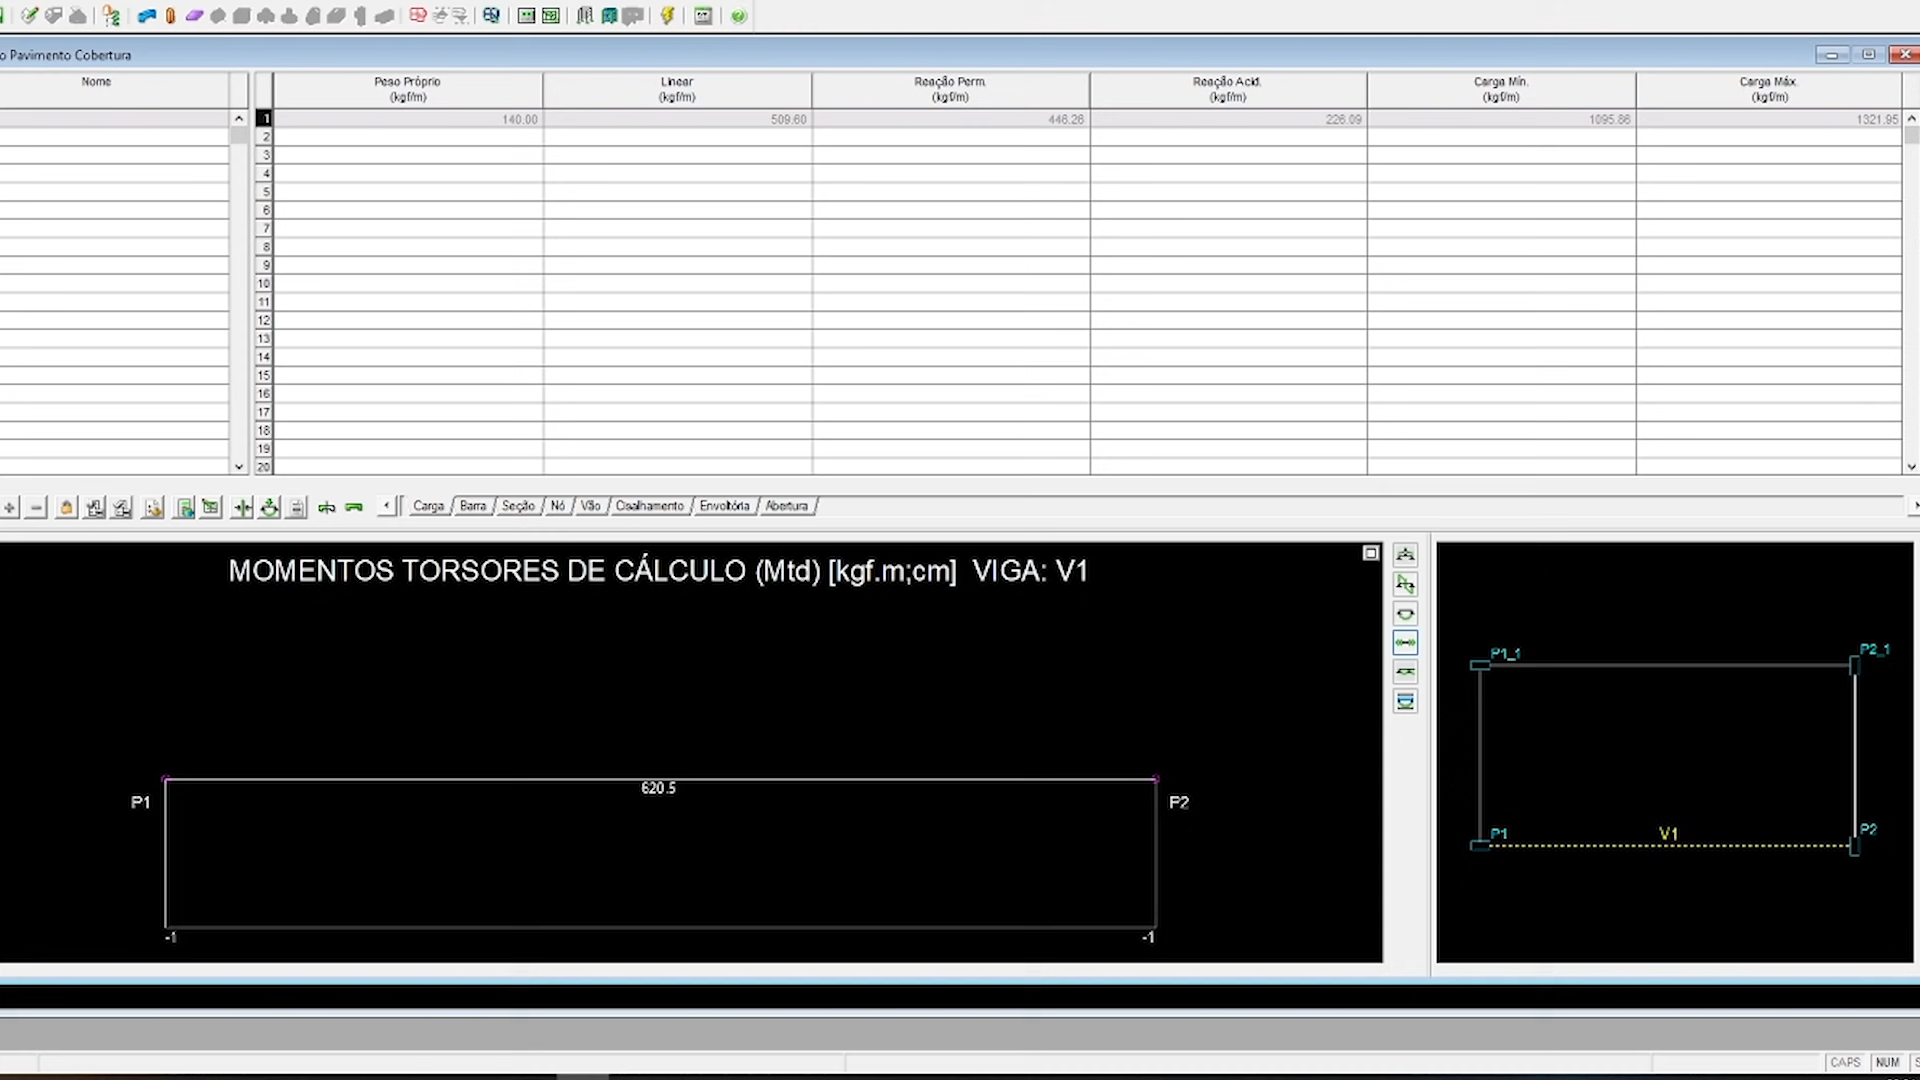 o Pavimento Cobertura
Nome
Peso Próprio
(kgf/m)
Linear
(kgf/m)
Reação Perm.
(kgf/m)
Reação Acid.
(kgf/m)
Carga Mín.
(kgf/m)
Carga Máx.
(kgf/m)
1 140.00 509.60 446.26 226.09 1095.86 1321.95
2
3
4
5
6
7
8
9
10
11
12
13
14
15
16
17
18
19
20
Carga Barra Seção Nó Vão Cisalhamento Envoltória Abertura
MOMENTOS TORSORES DE CÁLCULO (Mtd) [kgf.m;cm] VIGA: V1
620.5
P1
P2
-1
-1
P1_1
P2_1
P1
V1
P2
CAPS NUM S